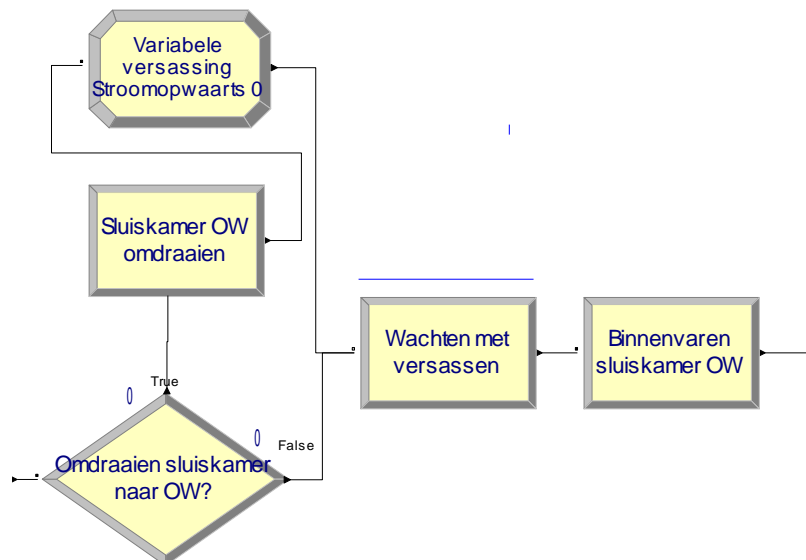 Variabele
versassing
Stroomopwaarts 0
Sluiskamer OW
omdraaien
Wachten met
versassen
Binnenvaren
sluiskamer OW
True
0
0
False
Omdraaien sluiskamer
naar OW?